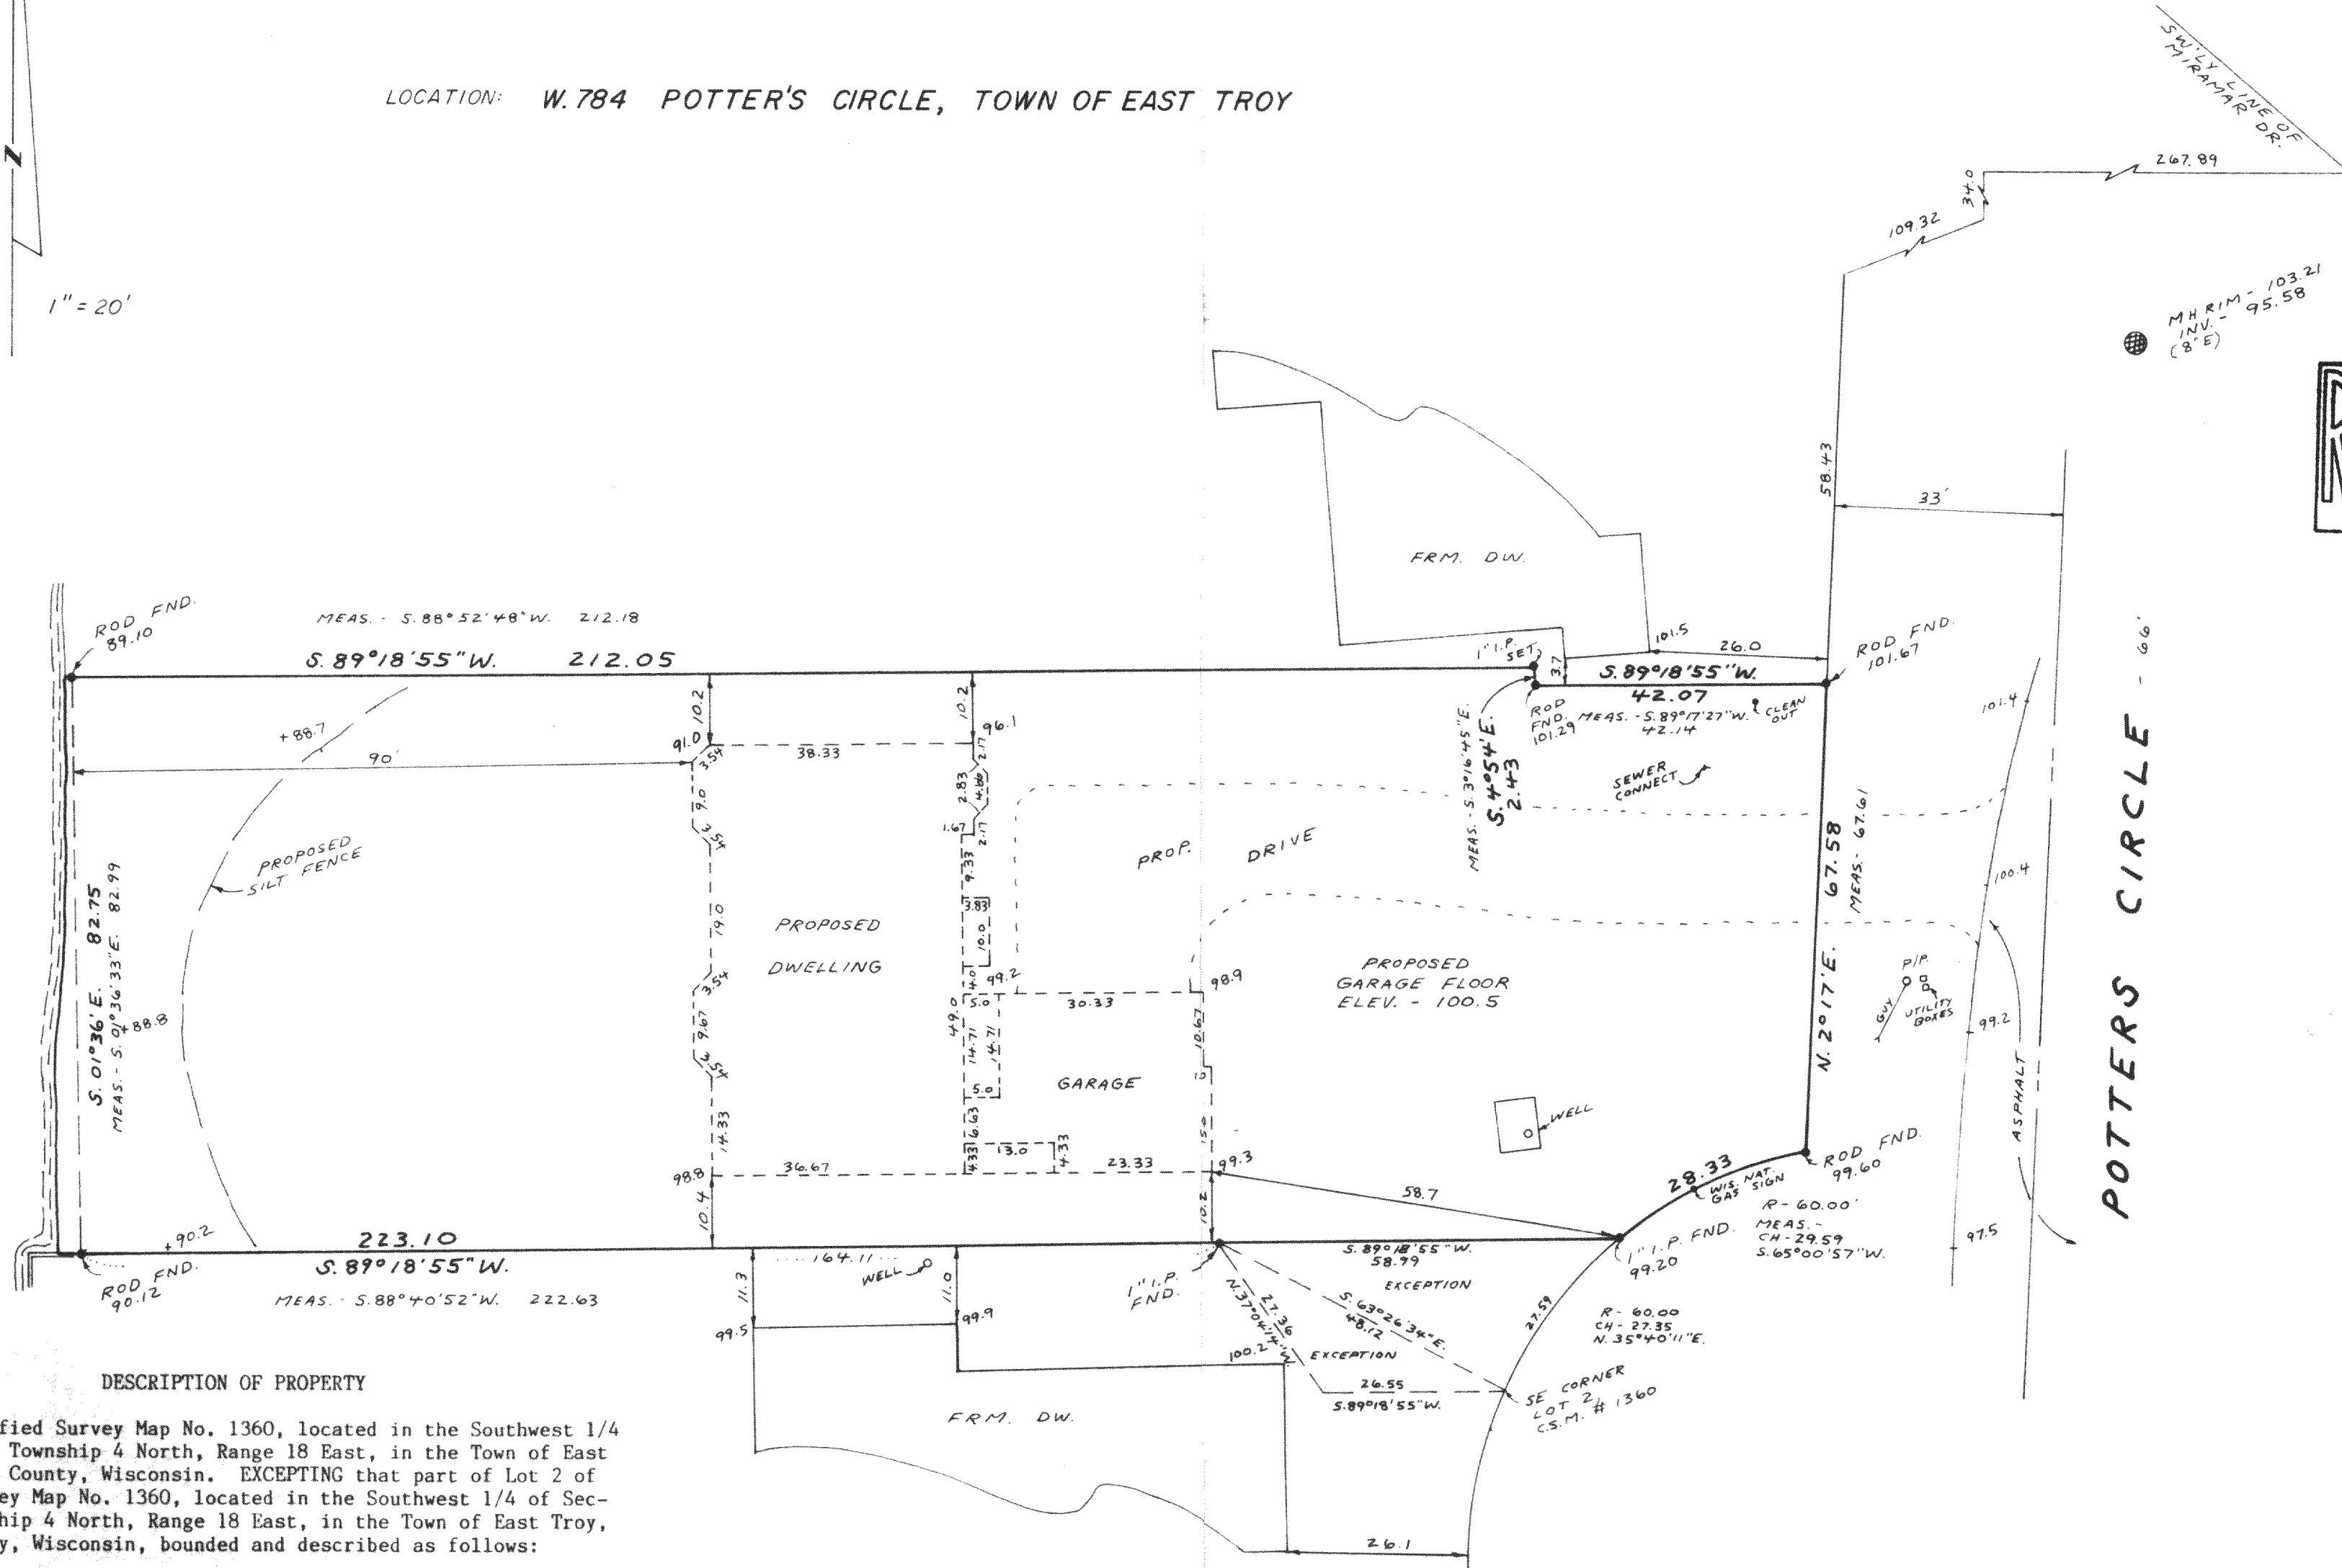 LOCATION: W. 784 POTTER'S CIRCLE, TOWN OF EAST TROY
SW'LY LINE OF
MIRAMAR DR.
267.89
34.0
109.32
MH RIM - 103.21
INV. - 95.58
(8"E)
N
1" = 20'
58.43
33'
FRM. DW.
ROD FND.
89.10
MEAS. - S. 88° 52' 48" W. 212.18
S. 89° 18' 55" W. 212.05
1" I.P.
SET
3.7
101.5
26.0
S. 89° 18' 55" W.
42.07
MEAS. - S. 89° 17' 27" W.
42.14
ROD
FND.
101.29
CLEAN
OUT
ROD FND.
101.67
MEAS. - S. 3° 16' 45" E.
S. 4° 54' E.
2.43
SEWER
CONNECT
101.4
100.4
99.2
97.5
POTTERS CIRCLE - 66'
ASPHALT
+ 88.7
90'
10.2
10.2
91.0
96.1
3.54
38.33
2.17
2.83
4.66
2.17
1.67
9.0
3.54
9.33
3.83
19.0
10.0
PROPOSED
SILT FENCE
S. 01° 36' E. 82.75
MEAS. - S. 01° 36' 33" E. 82.99
+ 88.8
PROPOSED
DWELLING
PROP. DRIVE
3.54
4.0
99.2
98.9
5.0
30.33
9.67
49.0
14.71
14.71
10.67
3.54
5.0
1.0
GARAGE
PROPOSED
GARAGE FLOOR
ELEV. - 100.5
N. 2° 17' E. 67.58
MEAS. - 67.61
P/P.
GUY
UTILITY
BOXES
WELL
14.33
6.63
15.0
4.33
13.0
4.33
98.8
36.67
23.33
99.3
10.4
10.2
58.7
28.33
WIS. NAT.
GAS SIGN
ROD FND.
99.60
R - 60.00'
MEAS. -
CH - 29.59
S. 65° 00' 57" W.
1" I.P. FND.
99.20
+ 90.2
223.10
S. 89° 18' 55" W.
ROD FND.
90.12
MEAS. - S. 88° 40' 52" W. 222.63
164.11
WELL
11.3
11.0
99.5
99.9
1" I.P.
FND.
S. 89° 18' 55" W.
58.99
EXCEPTION
27.36
N. 37° 04' 14" W.
S. 63° 26' 34" E.
48.12
27.59
R - 60.00
CH - 27.35
N. 35° 40' 11" E.
100.2
EXCEPTION
26.55
S. 89° 18' 55" W.
SE CORNER
LOT 2,
C.S.M. # 1360
FRM. DW.
26.1
DESCRIPTION OF PROPERTY
fied Survey Map No. 1360, located in the Southwest 1/4
Township 4 North, Range 18 East, in the Town of East
County, Wisconsin. EXCEPTING that part of Lot 2 of
ey Map No. 1360, located in the Southwest 1/4 of Sec-
hip 4 North, Range 18 East, in the Town of East Troy,
y, Wisconsin, bounded and described as follows: